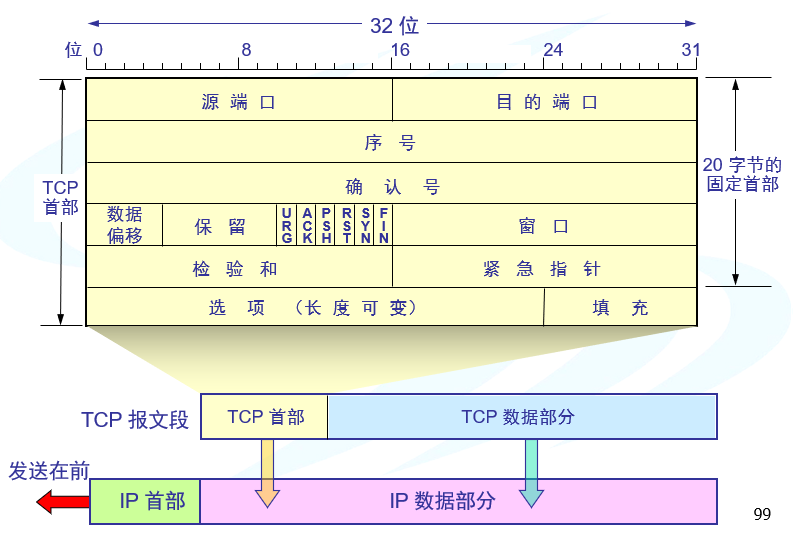 32 位
位 0 8 16 24 31
源 端 口 目 的 端 口
序 号
确 认 号
TCP
首部
20 字节的
固定首部
数据
偏移
保 留
URG
ACK
PSH
RST
SYN
FIN
窗 口
检 验 和 紧 急 指 针
选 项 （长 度 可 变） 填 充
TCP 报文段 TCP 首部 TCP 数据部分
发送在前
IP 首部 IP 数据部分
99